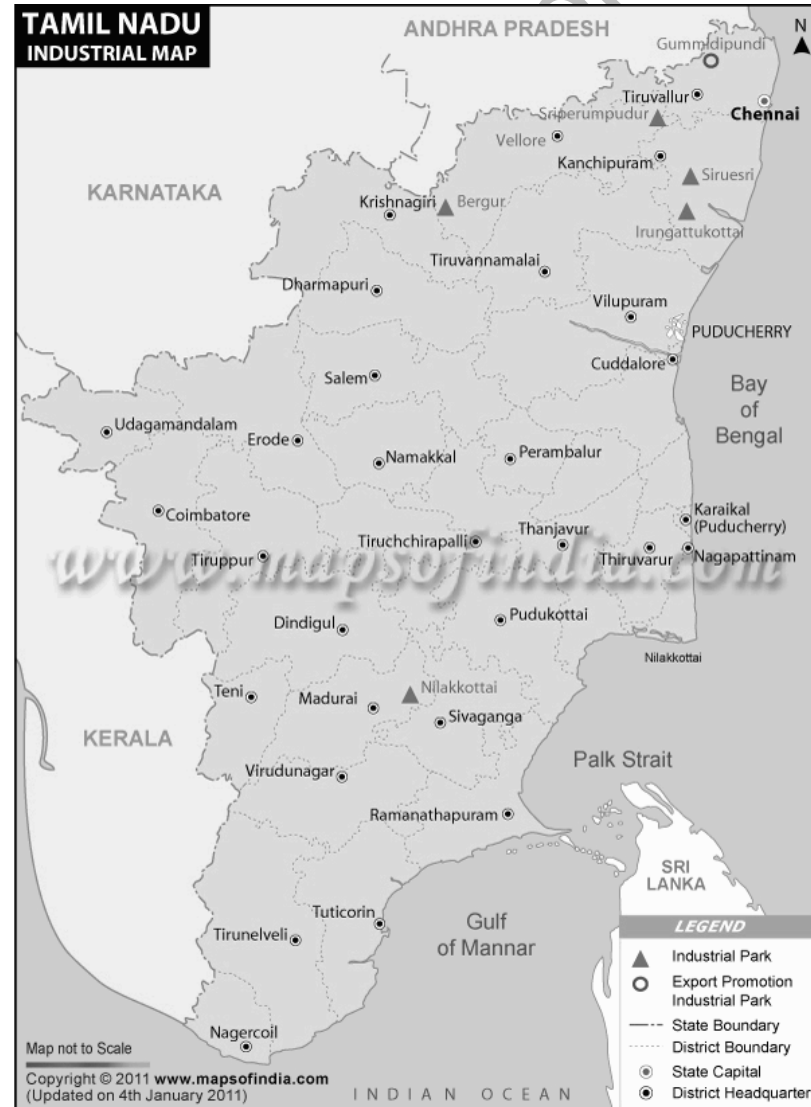 TAMIL NADU
INDUSTRIAL MAP
ANDHRA PRADESH
N
Gummidipundi
Tiruvallur
Chennai
Sriperumpudur
Vellore
Kanchipuram
Siruesri
KARNATAKA
Krishnagiri
Bergur
Irungattukottai
Tiruvannamalai
Dharmapuri
Vilupuram
PUDUCHERRY
Cuddalore
Salem
Bay
of
Bengal
Udagamandalam
Erode
Namakkal
Perambalur
Coimbatore
Karaikal
(Puducherry)
Tiruchchirapalli
Thanjavur
Tiruppur
Thiruvarur
Nagapattinam
www.mapsofindia.com
Dindigul
Pudukottai
Nilakkottai
Teni
Madurai
Nilakkottai
Sivaganga
KERALA
Palk Strait
Virudunagar
Ramanathapuram
SRI
LANKA
Tuticorin
Tirunelveli
Gulf
of Mannar
Nagercoil
LEGEND
Industrial Park
Export Promotion
Industrial Park
State Boundary
District Boundary
State Capital
District Headquarter
Map not to Scale
Copyright © 2011 www.mapsofindia.com
(Updated on 4th January 2011)
INDIAN OCEAN